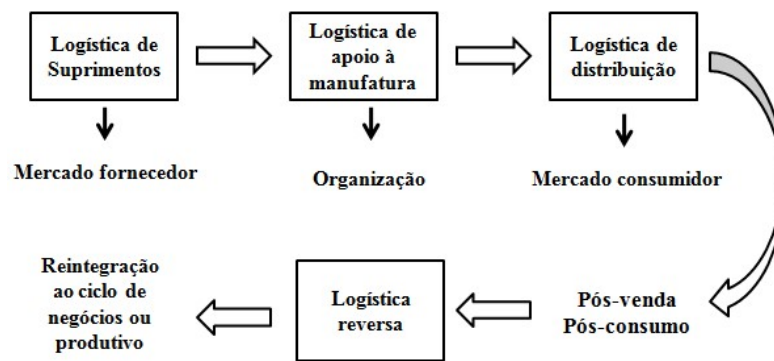 Logística de
Suprimentos
Logística de
apoio à
manufatura
Logística de
distribuição
Mercado fornecedor
Organização
Mercado consumidor
Reintegração
ao ciclo de
negócios ou
produtivo
Logística
reversa
Pós-venda
Pós-consumo